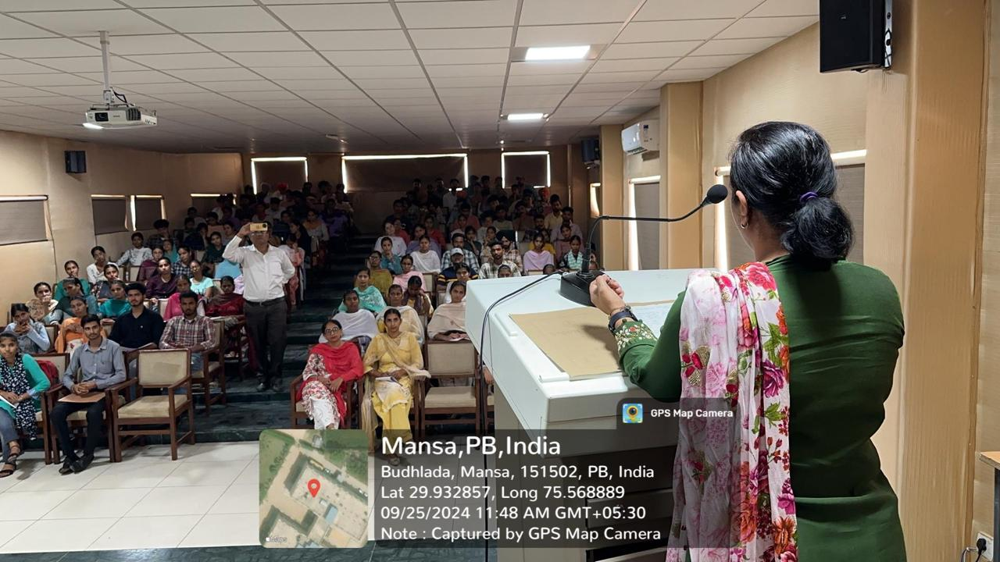 GPS Map Camera
Mansa,PB,India
Budhlada, Mansa, 151502, PB, India
Lat 29.932857, Long 75.568889
09/25/2024 11:48 AM GMT+05:30
Note : Captured by GPS Map Camera
Maps